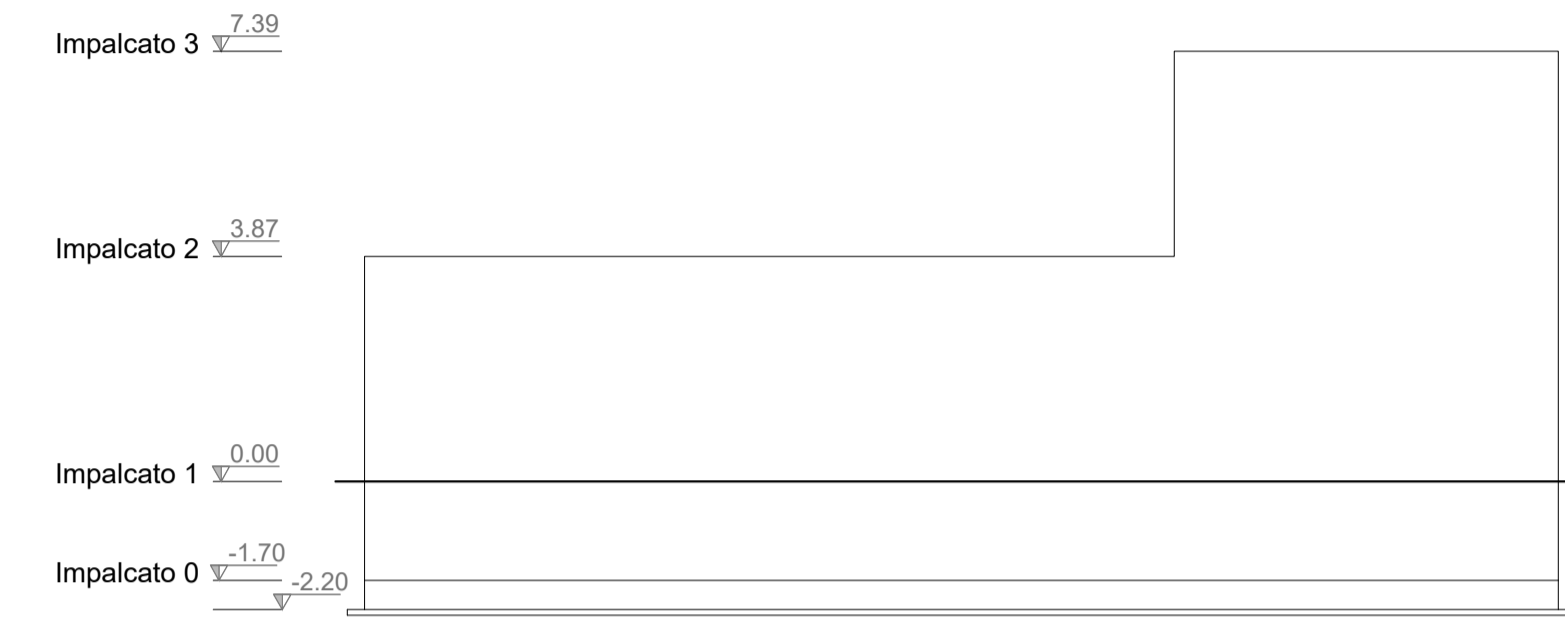 Impalcato 3 7.39
Impalcato 2 3.87
Impalcato 1 0.00
Impalcato 0 -1.70
-2.20